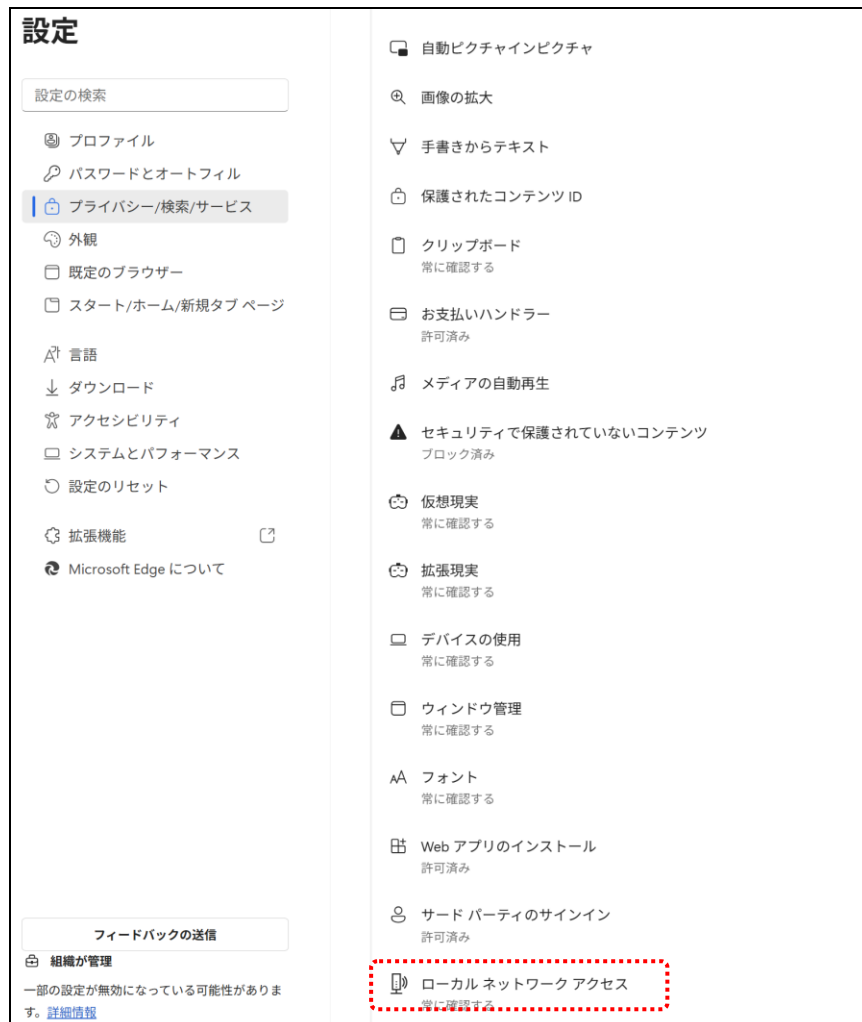 設定
設定の検索
プロファイル
パスワードとオートフィル
プライバシー/検索/サービス
外観
既定のブラウザー
スタート/ホーム/新規タブ ページ
言語
ダウンロード
アクセシビリティ
システムとパフォーマンス
設定のリセット
拡張機能
Microsoft Edge について
フィードバックの送信
組織が管理
一部の設定が無効になっている可能性がありま
す。詳細情報
自動ピクチャインピクチャ
画像の拡大
手書きからテキスト
保護されたコンテンツ ID
クリップボード
常に確認する
お支払いハンドラー
許可済み
メディアの自動再生
セキュリティで保護されていないコンテンツ
ブロック済み
仮想現実
常に確認する
拡張現実
常に確認する
デバイスの使用
常に確認する
ウィンドウ管理
常に確認する
フォント
常に確認する
Web アプリのインストール
許可済み
サード パーティのサインイン
許可済み
ローカル ネットワーク アクセス
常に確認する